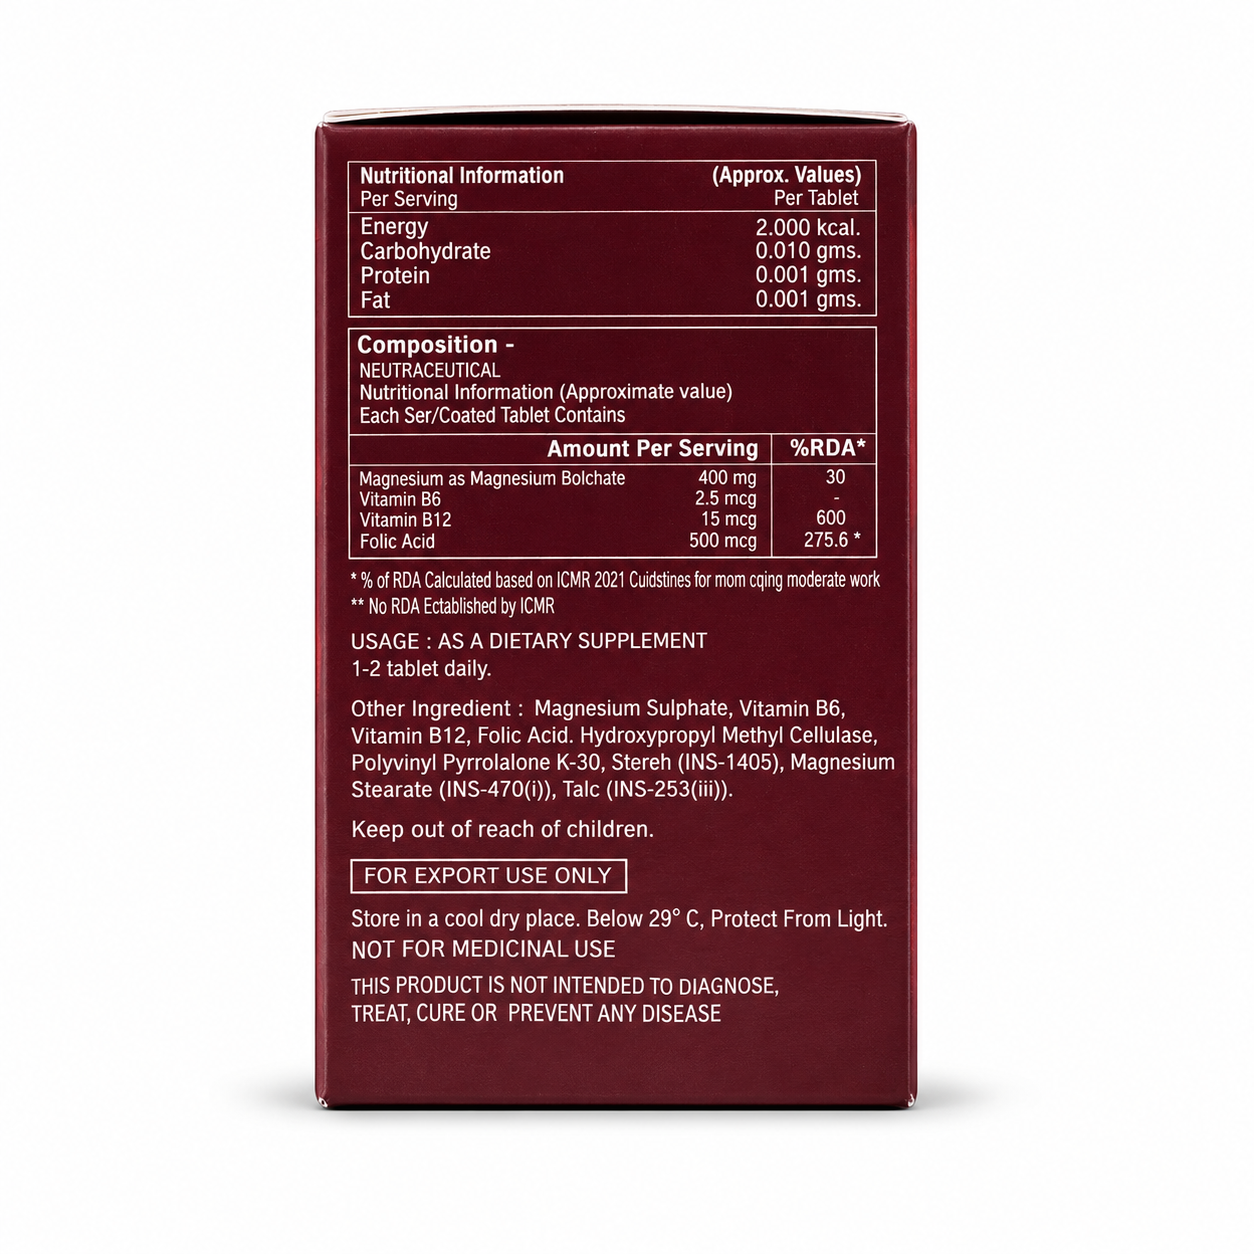 Nutritional Information (Approx. Values)
Per Serving Per Tablet
Energy 2.000 kcal.
Carbohydrate 0.010 gms.
Protein 0.001 gms.
Fat 0.001 gms.
Composition -
NEUTRACEUTICAL
Nutritional Information (Approximate value)
Each Ser/Coated Tablet Contains
Amount Per Serving %RDA*
Magnesium as Magnesium Bolchate 400 mg 30
Vitamin B6 2.5 mcg -
Vitamin B12 15 mcg 600
Folic Acid 500 mcg 275.6 *
* % of RDA Calculated based on ICMR 2021 Cuidstines for mom cqing moderate work
** No RDA Ectablished by ICMR
USAGE : AS A DIETARY SUPPLEMENT
1-2 tablet daily.
Other Ingredient : Magnesium Sulphate, Vitamin B6,
Vitamin B12, Folic Acid. Hydroxypropyl Methyl Cellulase,
Polyvinyl Pyrrolalone K-30, Stereh (INS-1405), Magnesium
Stearate (INS-470(i)), Talc (INS-253(iii)).
Keep out of reach of children.
FOR EXPORT USE ONLY
Store in a cool dry place. Below 29° C, Protect From Light.
NOT FOR MEDICINAL USE
THIS PRODUCT IS NOT INTENDED TO DIAGNOSE,
TREAT, CURE OR PREVENT ANY DISEASE